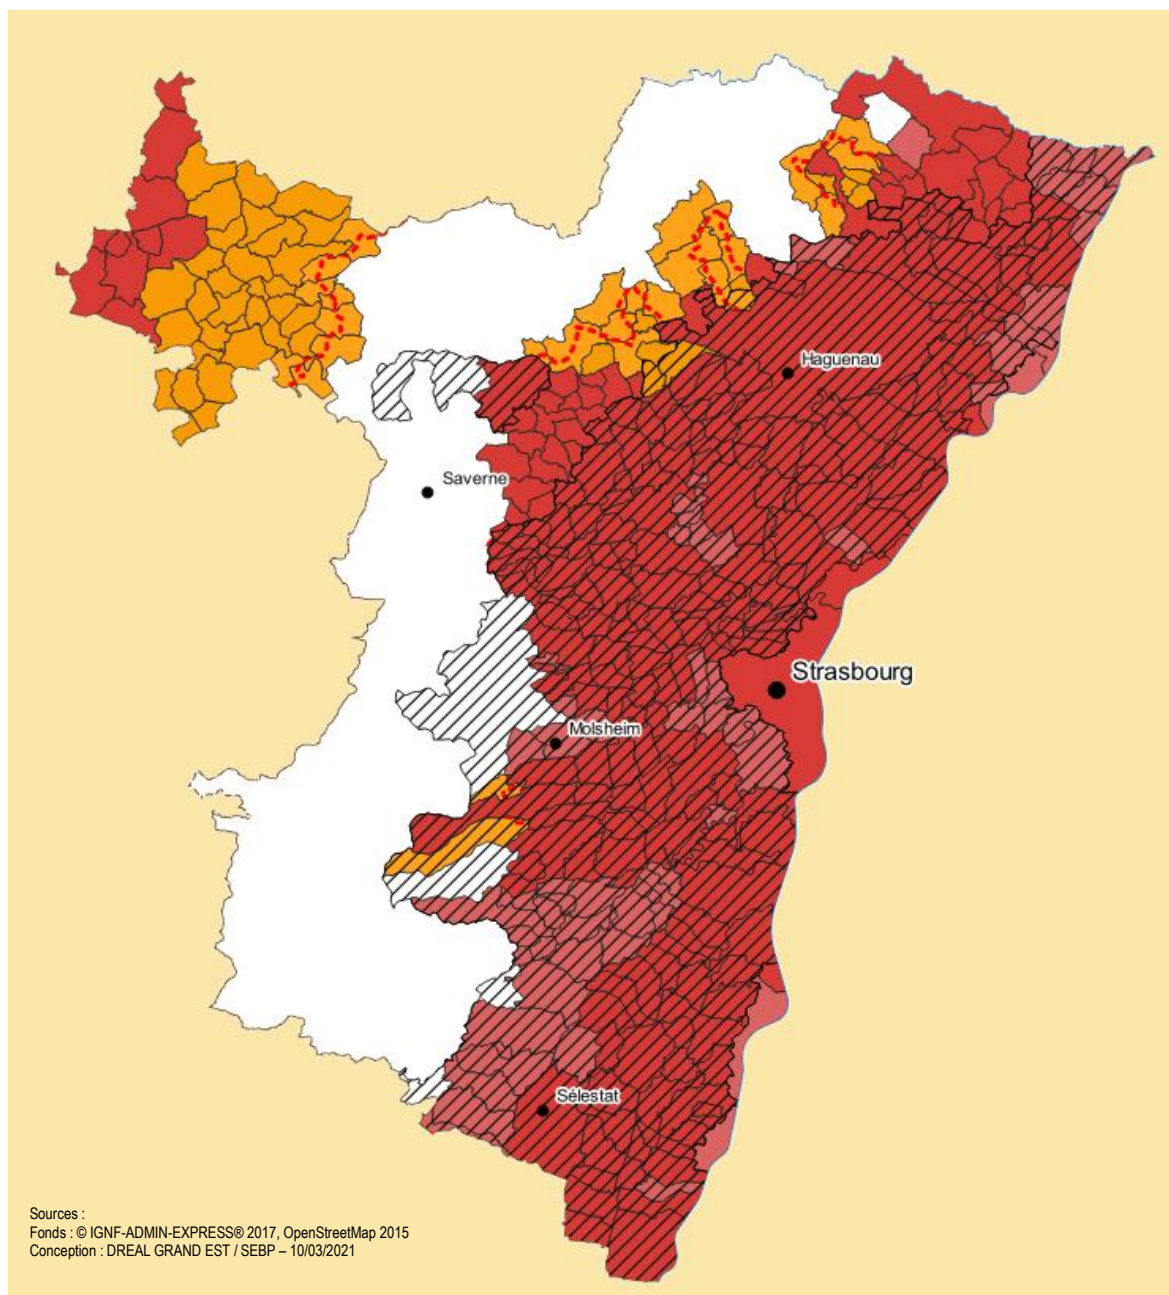 Haguenau
Saverne
Strasbourg
Molsheim
Sélestat
Sources :
Fonds : © IGNF-ADMIN-EXPRESS® 2017, OpenStreetMap 2015
Conception : DREAL GRAND EST / SEBP – 10/03/2021